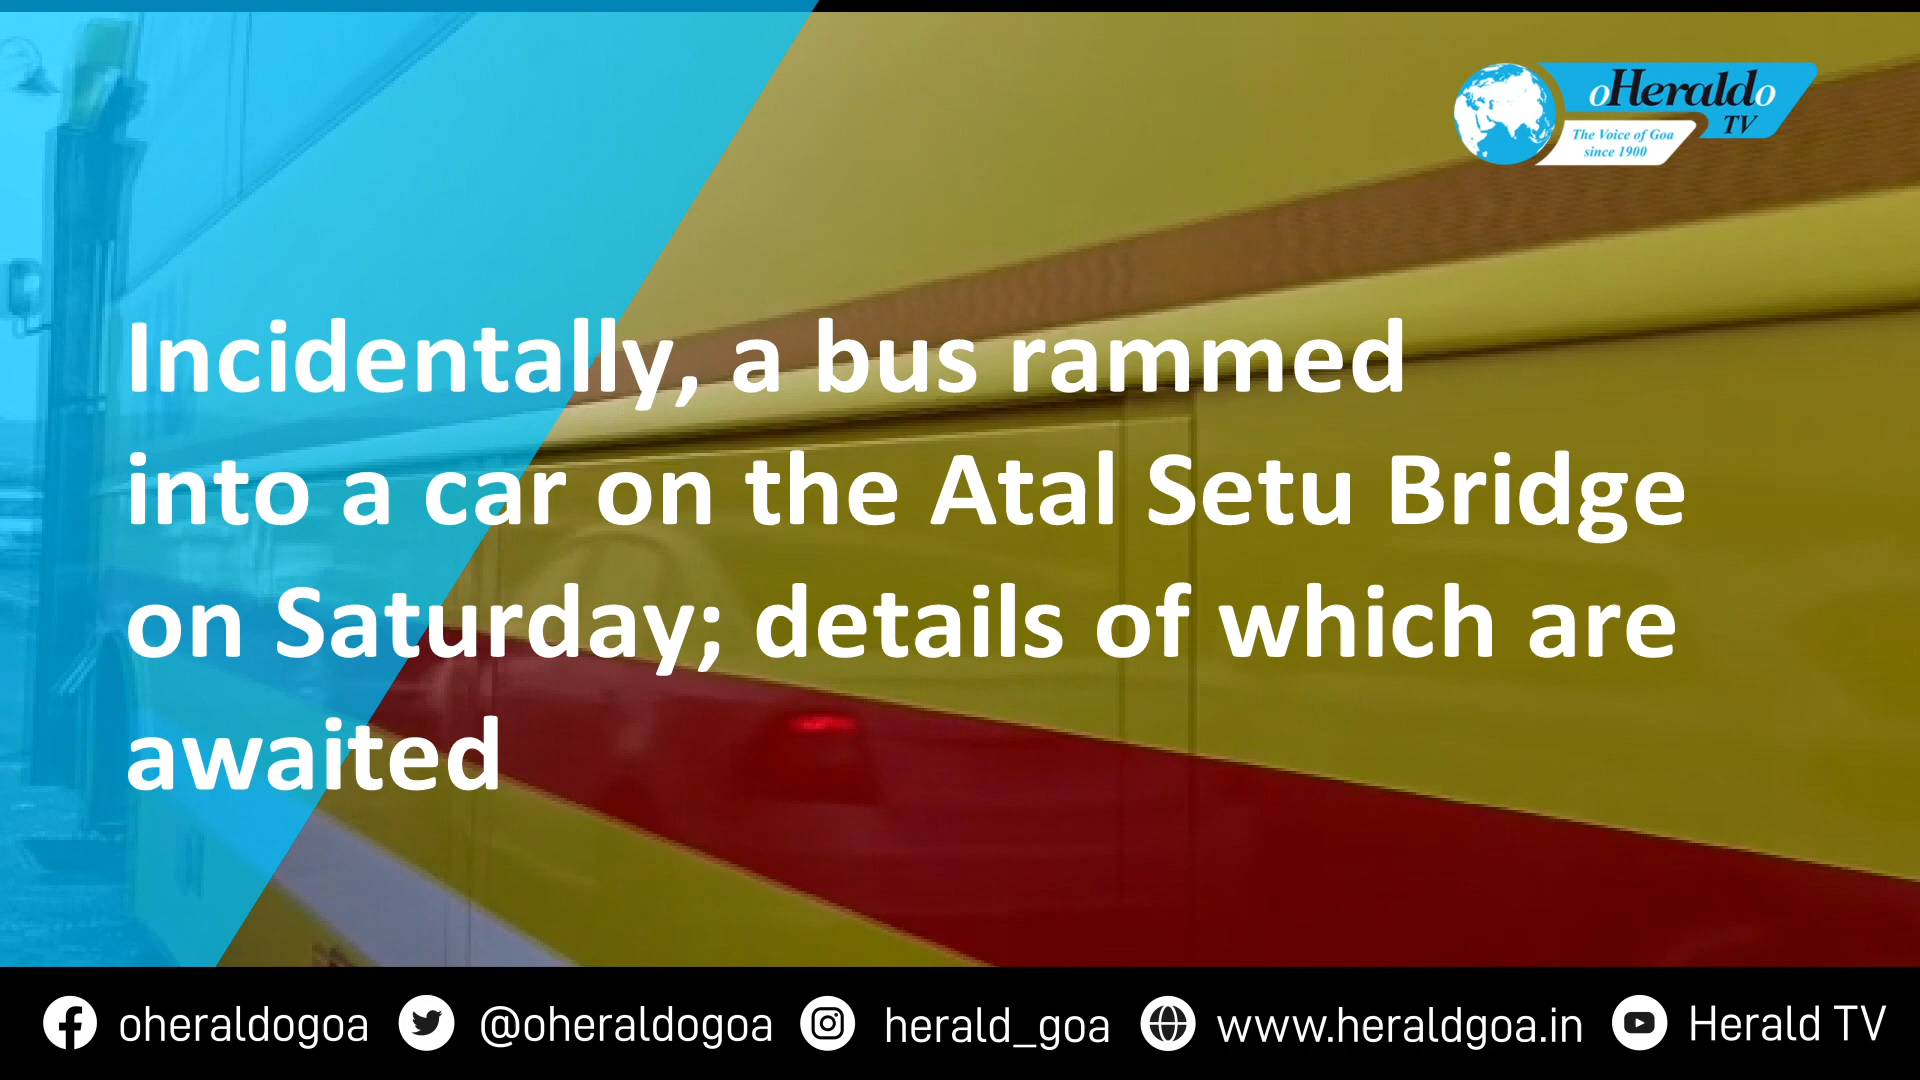 oHeraldo
TV
The Voice of Goa
since 1900
Incidentally, a bus rammed
into a car on the Atal Setu Bridge
on Saturday; details of which are
awaited
oheraldogoa @oheraldogoa herald_goa www.heraldgoa.in Herald TV